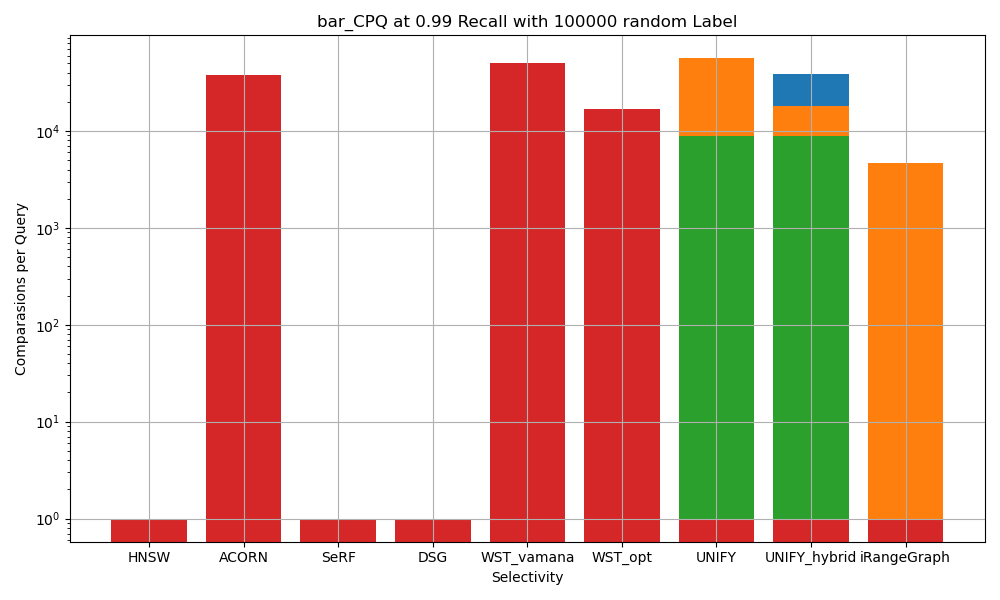 bar_CPQ at 0.99 Recall with 100000 random Label
Comparasions per Query
10^4
10^3
10^2
10^1
10^0
HNSW ACORN SeRF DSG WST_vamana WST_opt UNIFY UNIFY_hybrid iRangeGraph
Selectivity